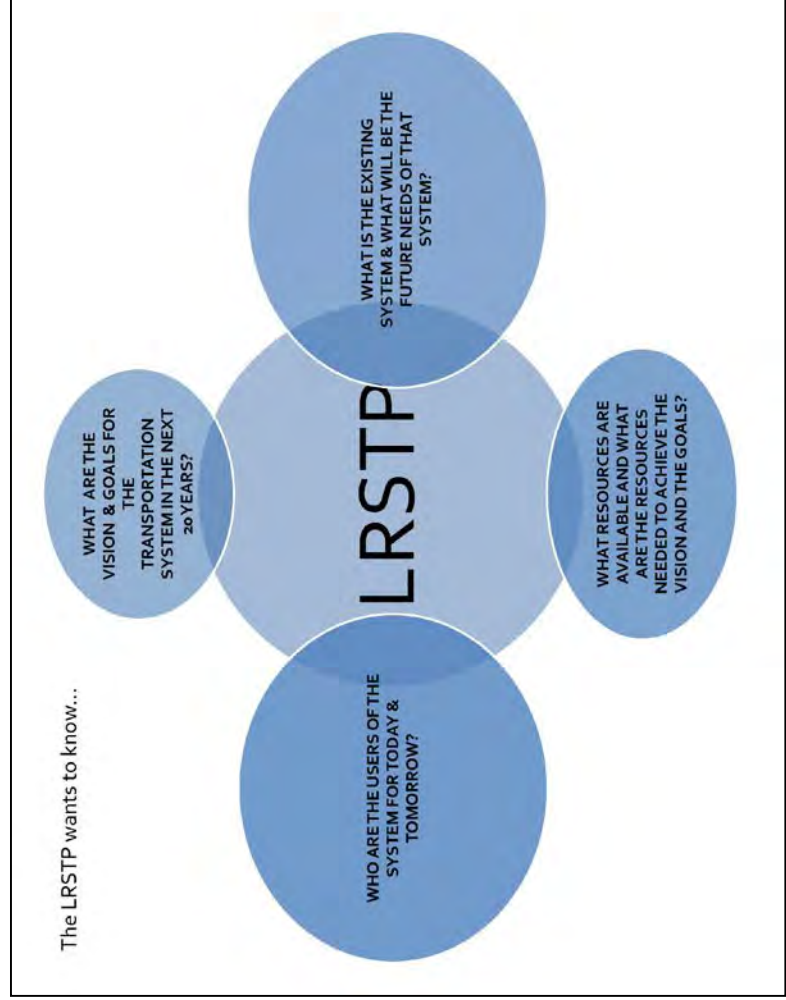 The LRSTP wants to know...
WHAT ARE THE
VISION & GOALS FOR
THE
TRANSPORTATION
SYSTEM IN THE NEXT
20 YEARS?
WHO ARE THE USERS OF THE
SYSTEM FOR TODAY &
TOMORROW?
LRSTP
WHAT IS THE EXISTING
SYSTEM & WHAT WILL BE THE
FUTURE NEEDS OF THAT
SYSTEM?
WHAT RESOURCES ARE
AVAILABLE AND WHAT
ARE THE RESOURCES
NEEDED TO ACHIEVE THE
VISION AND THE GOALS?